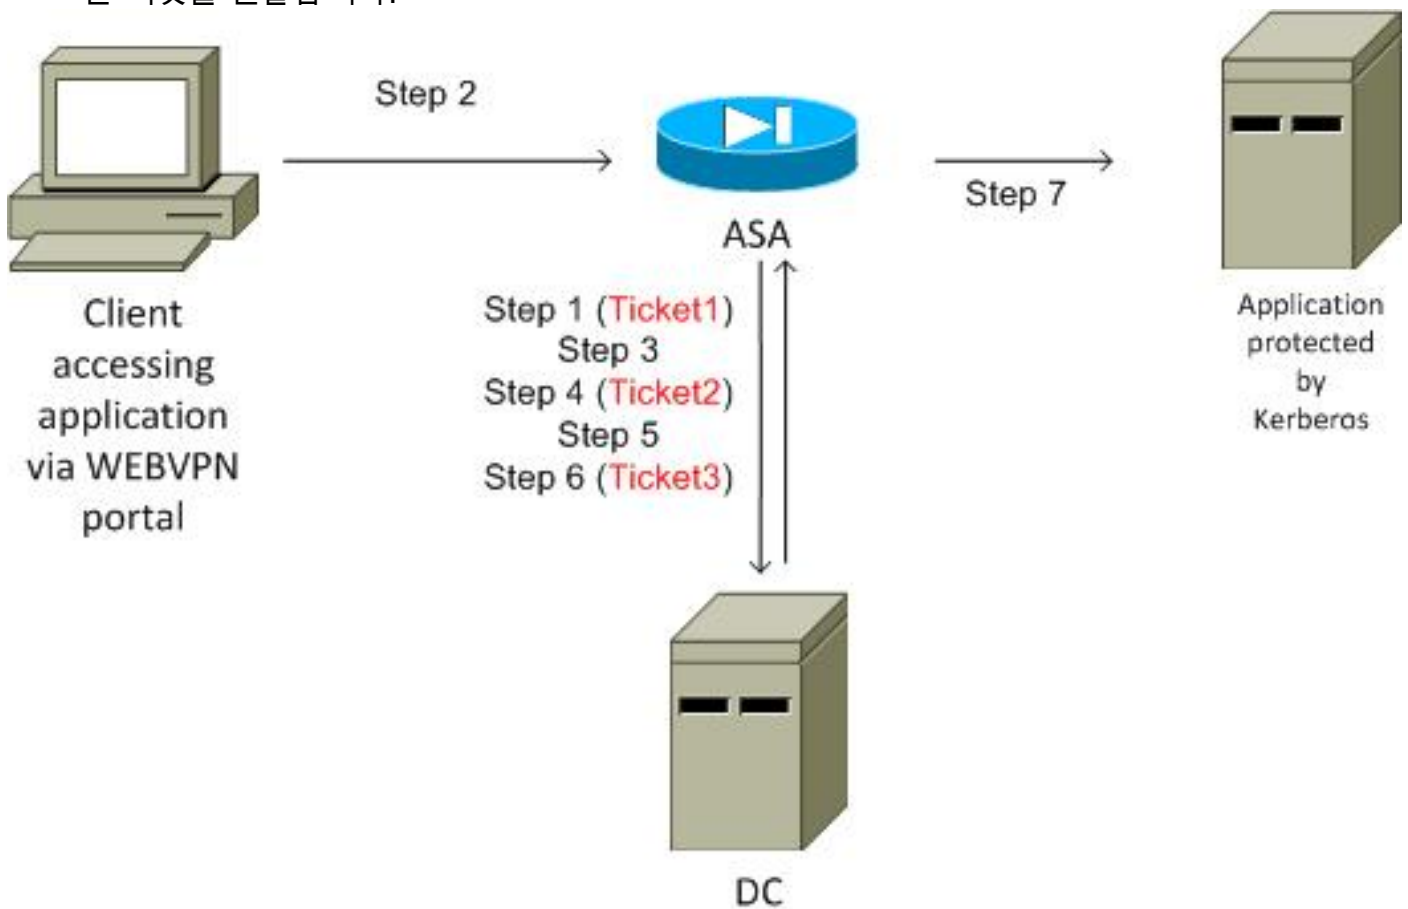 Step 2
Step 7
ASA
Client
accessing
application
via WEBVPN
portal
Step 1 (Ticket1)
Step 3
Step 4 (Ticket2)
Step 5
Step 6 (Ticket3)
Application
protected
by
Kerberos
DC